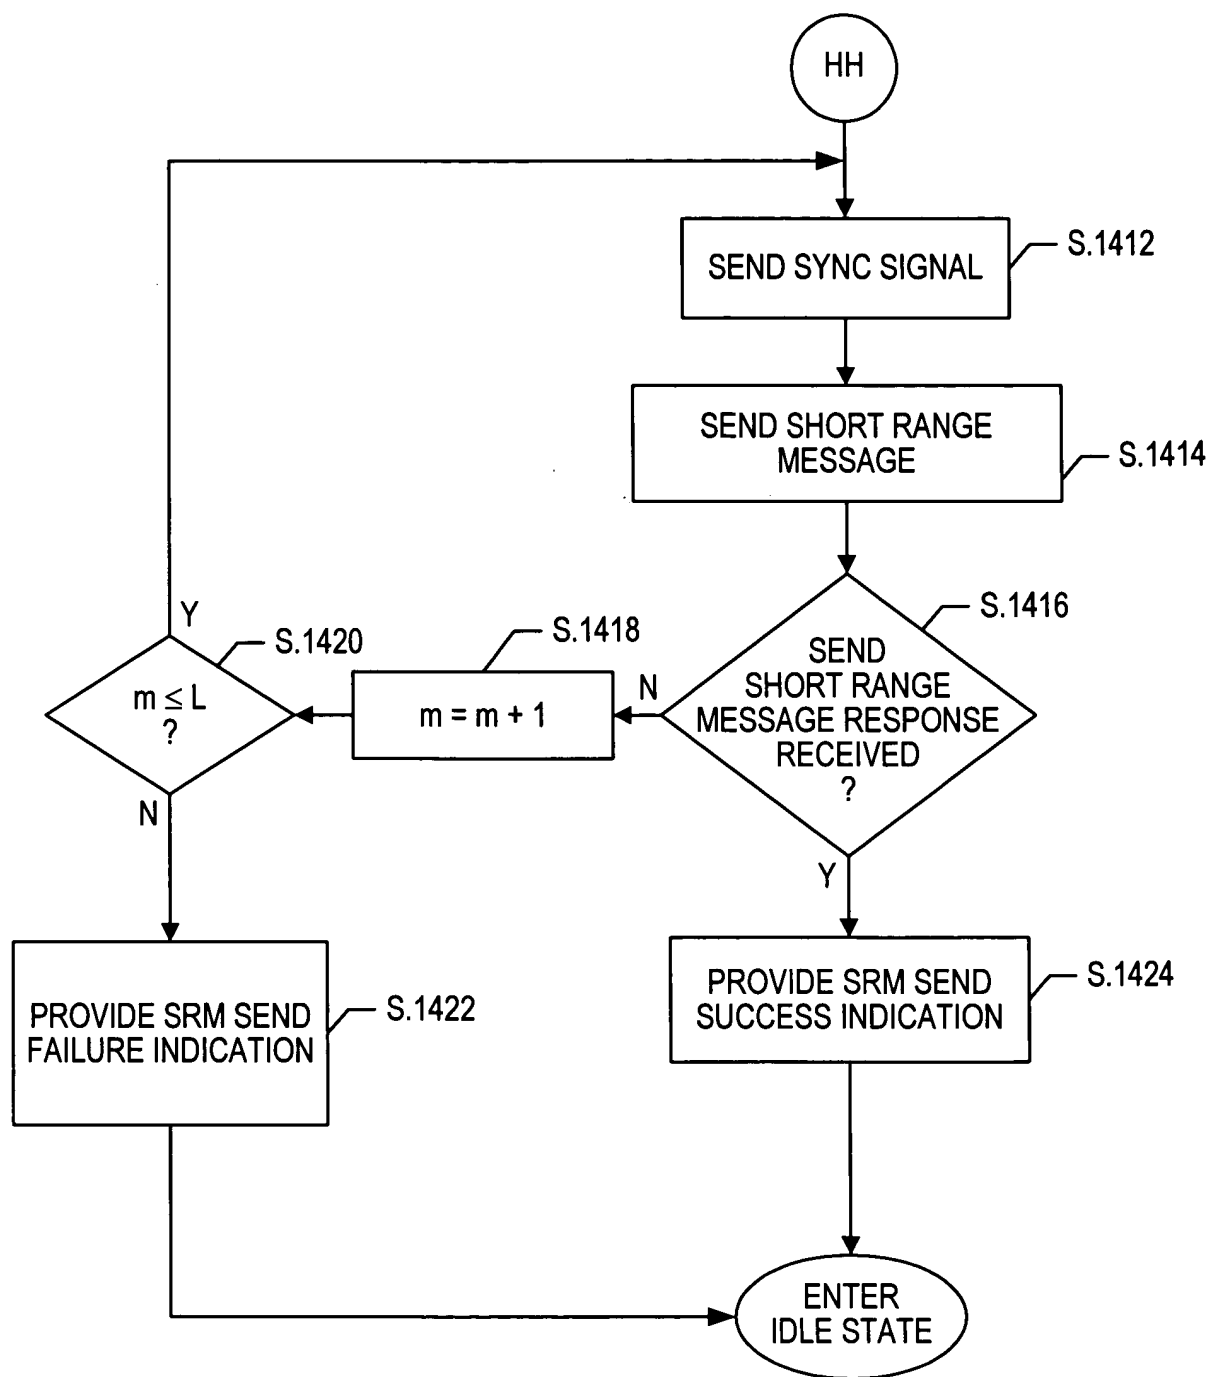 HH
SEND SYNC SIGNAL
S.1412
SEND SHORT RANGE
MESSAGE
S.1414
SEND
SHORT RANGE
MESSAGE RESPONSE
RECEIVED
?
S.1416
N
Y
m = m + 1
S.1418
m ≤ L
?
S.1420
Y
N
PROVIDE SRM SEND
FAILURE INDICATION
S.1422
PROVIDE SRM SEND
SUCCESS INDICATION
S.1424
ENTER
IDLE STATE